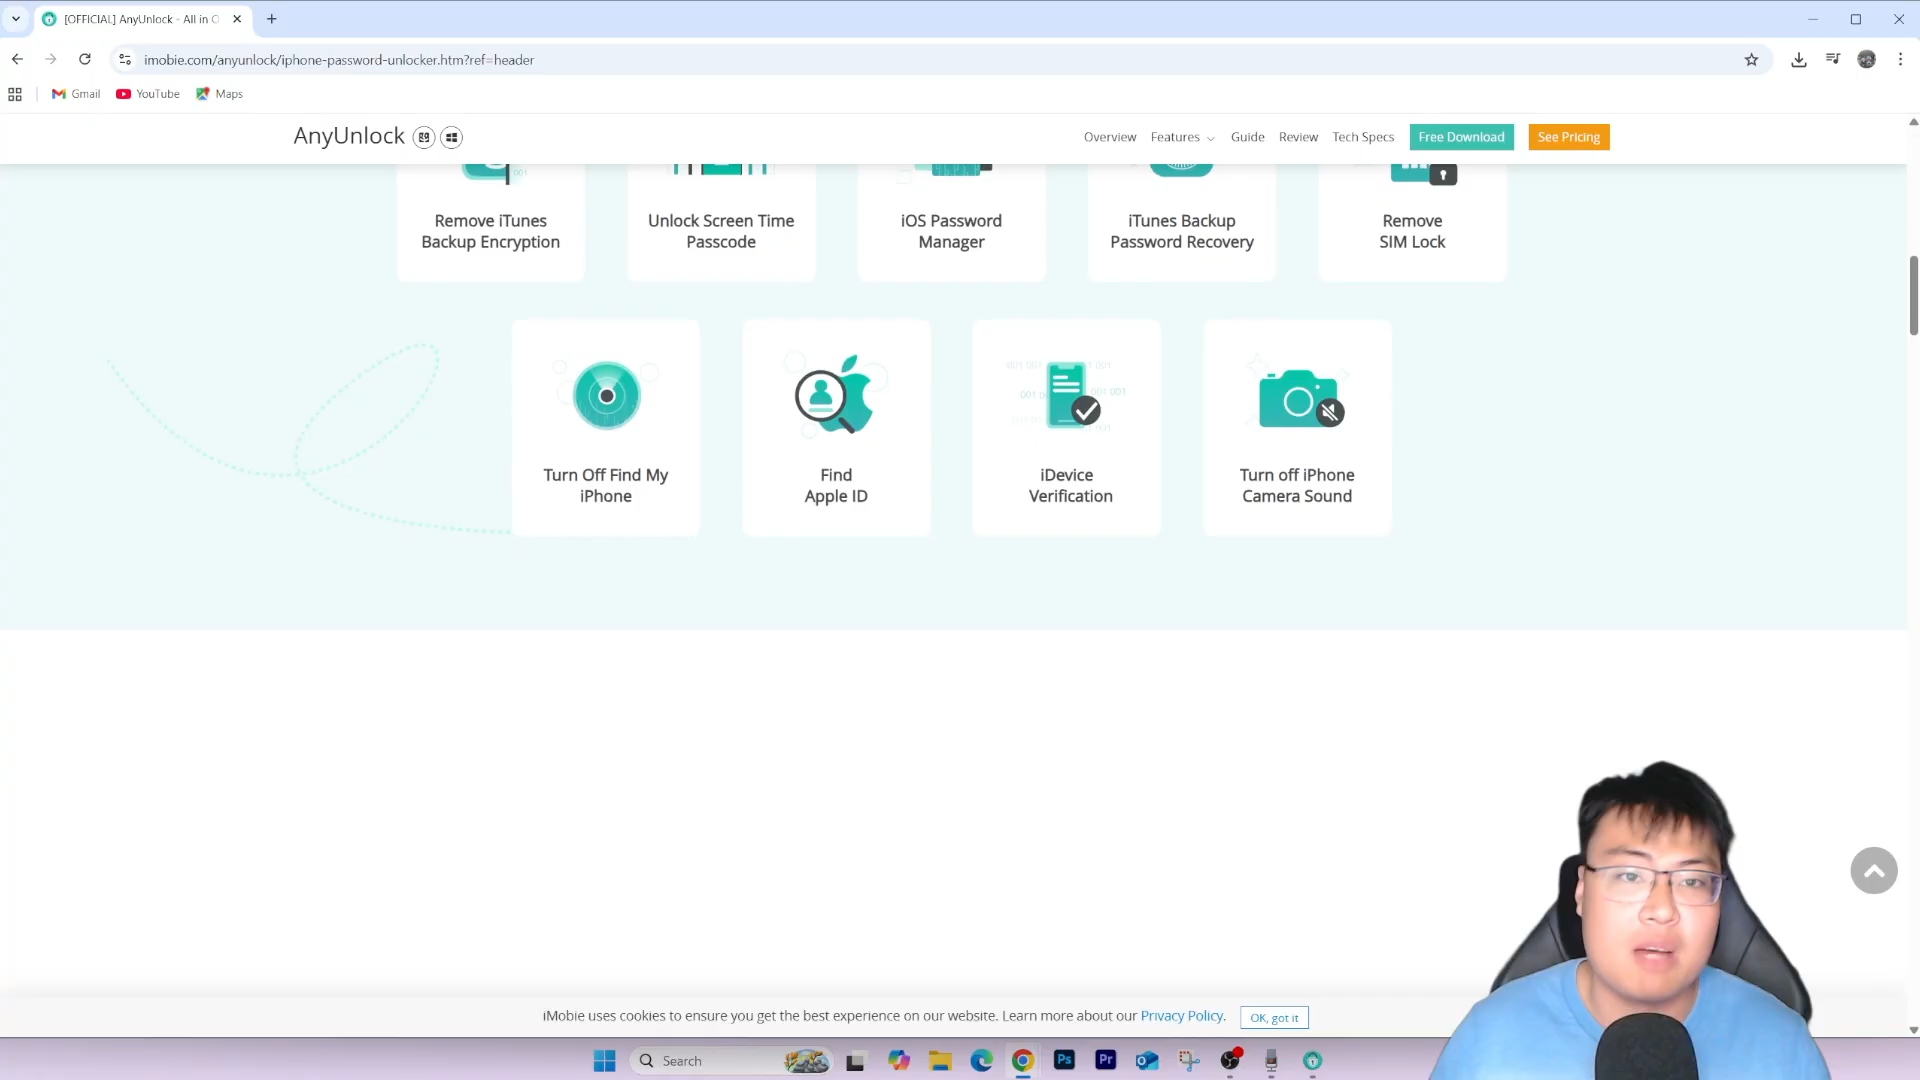 [OFFICIAL] AnyUnlock - All in O
imobie.com/anyunlock/iphone-password-unlocker.htm?ref=header
Gmail
YouTube
Maps
AnyUnlock
Overview
Features
Guide
Review
Tech Specs
Free Download
See Pricing
Remove iTunes
Backup Encryption
Unlock Screen Time
Passcode
iOS Password
Manager
iTunes Backup
Password Recovery
Remove
SIM Lock
Turn Off Find My
iPhone
Find
Apple ID
iDevice
Verification
Turn off iPhone
Camera Sound
iMobie uses cookies to ensure you get the best experience on our website. Learn more about our Privacy Policy.
OK, got it
Search
Ps
Pr